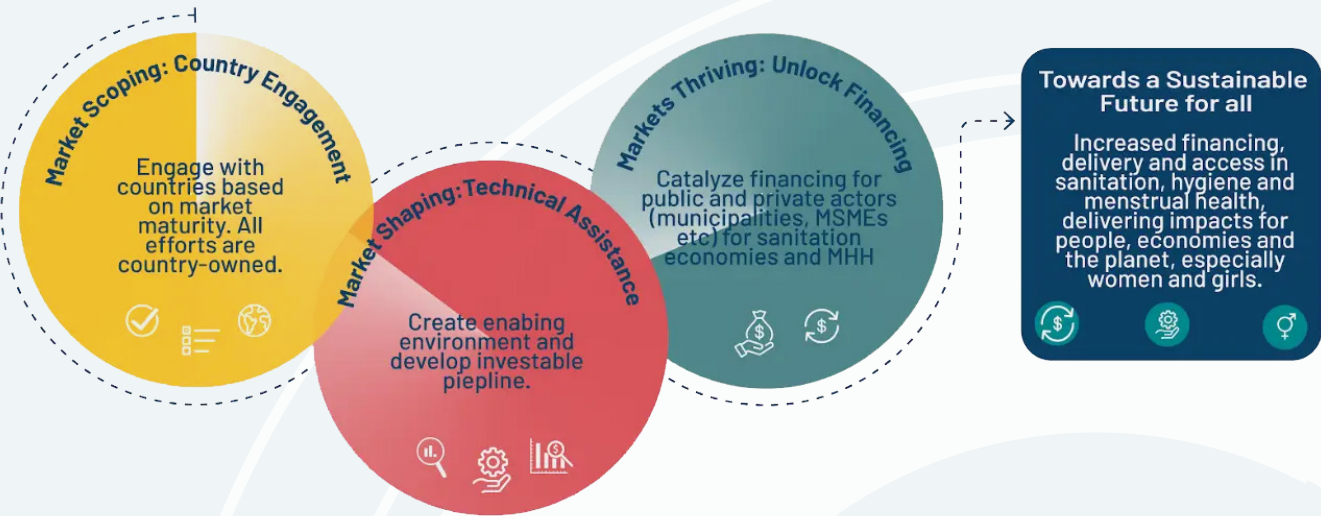 Market Scoping: Country Engagement
Engage with
countries based
on market
maturity. All
efforts are
country-owned.
Market Shaping:Technical Assistance
Create enabling
environment and
develop investable
piepline.
Markets Thriving: Unlock Financing
Catalyze financing for
public and private actors
(municipalities, MSMEs
etc) for sanitation
economies and MHH
Towards a Sustainable
Future for all
Increased financing,
delivery and access in
sanitation, hygiene and
menstrual health,
delivering impacts for
people, economies and
the planet, especially
women and girls.